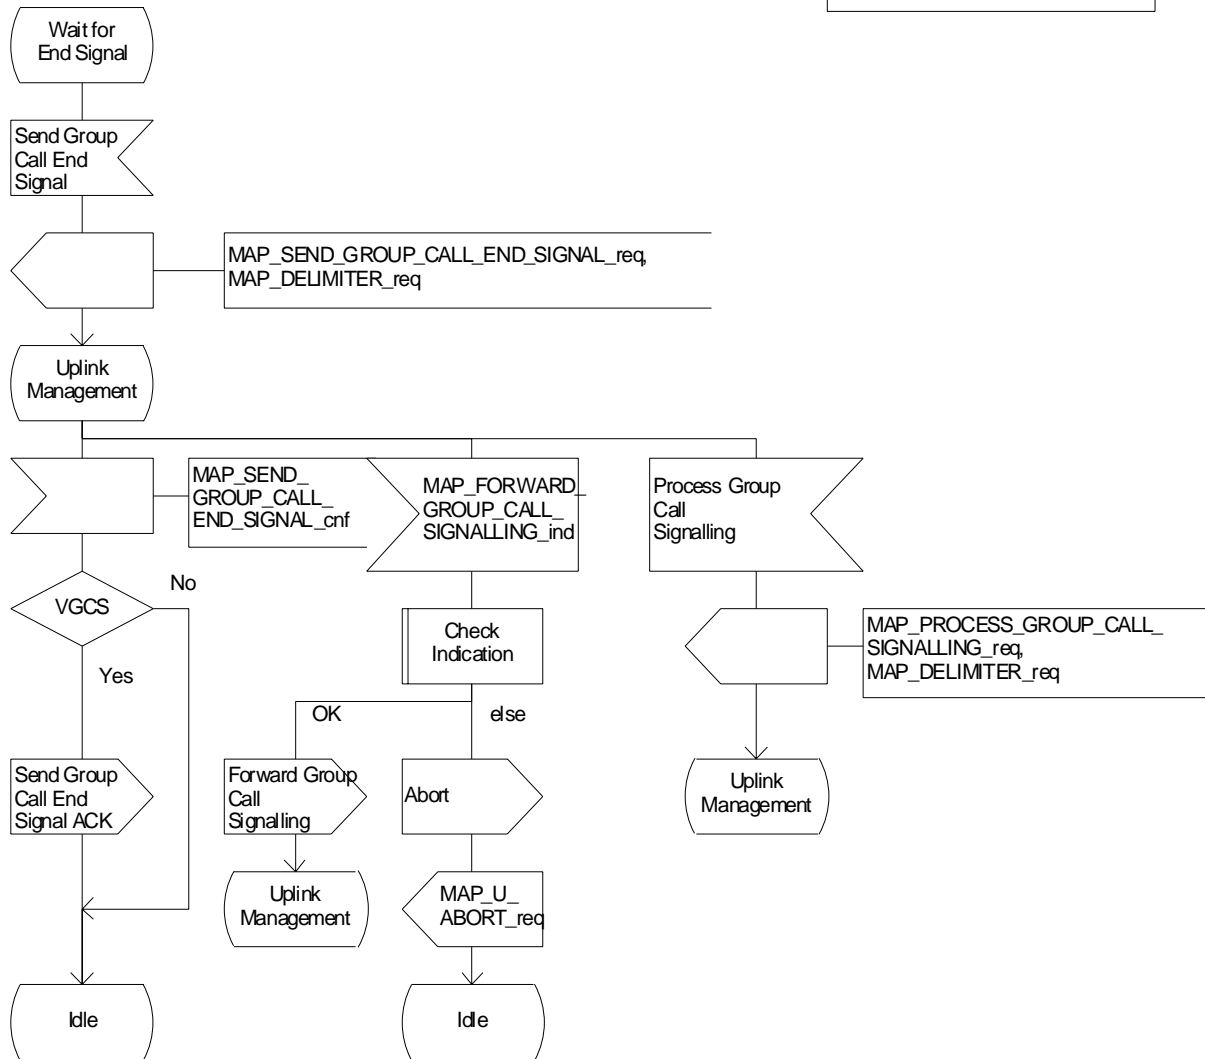 Wait for
End Signal
Send Group
Call End
Signal
MAP_SEND_GROUP_CALL_END_SIGNAL_req,
MAP_DELIMITER_req
Uplink
Management
MAP_SEND_
GROUP_CALL_
END_SIGNAL_cnf
MAP_FORWARD_
GROUP_CALL_
SIGNALLING_ind
Process Group
Call
Signalling
No
VGCS
Yes
Check
Indication
MAP_PROCESS_GROUP_CALL_
SIGNALLING_req,
MAP_DELIMITER_req
OK
else
Send Group
Call End
Signal ACK
Forward Group
Call
Signalling
Abort
Uplink
Management
Uplink
Management
MAP_U_
ABORT_req
Idle
Idle